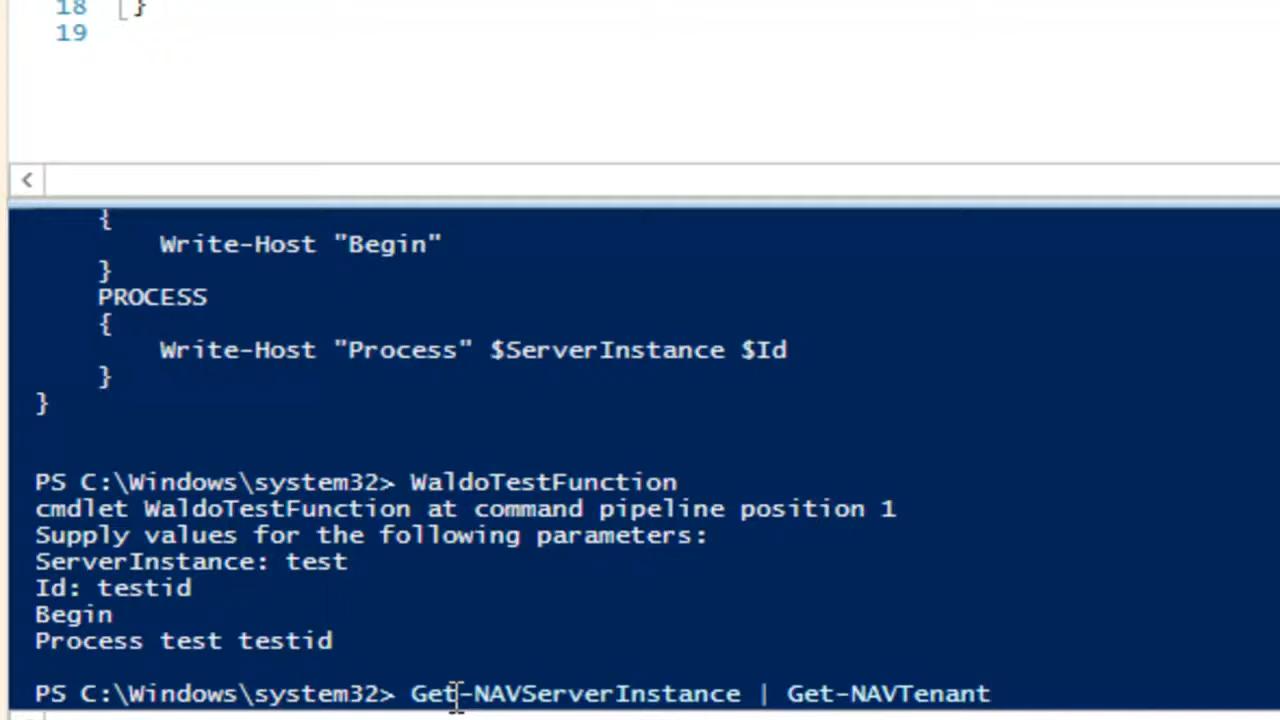 18 }
19
{
Write-Host "Begin"
}
PROCESS
{
Write-Host "Process" $ServerInstance $Id
}
}
PS C:\Windows\system32> WaldoTestFunction
cmdlet WaldoTestFunction at command pipeline position 1
Supply values for the following parameters:
ServerInstance: test
Id: testid
Begin
Process test testid
PS C:\Windows\system32> Get-NAVServerInstance | Get-NAVTenant